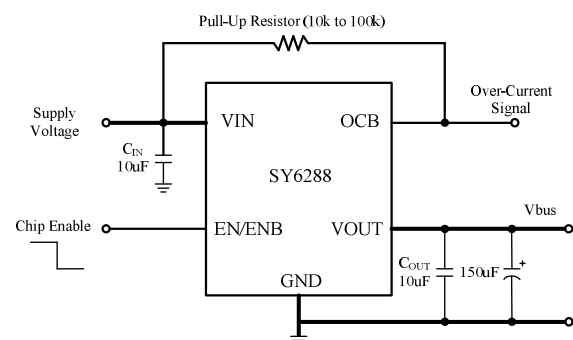 Pull-Up Resistor (10k to 100k)
Supply
Voltage
VIN
OCB
Over-Current
Signal
CIN
10uF
SY6288
Chip Enable
EN/ENB
VOUT
Vbus
COUT
10uF
150uF
+
GND